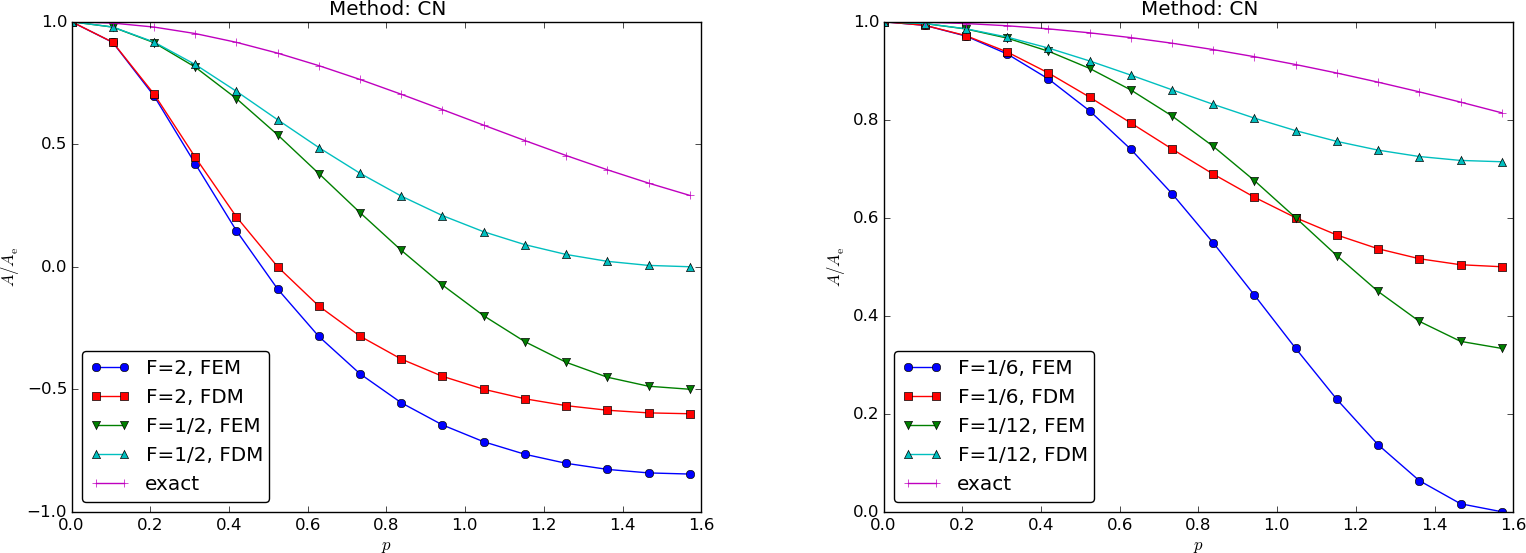 Method: CN
1.0
0.5
0.0
−0.5
−1.0
A/Aₑ
F=2, FEM
F=2, FDM
F=1/2, FEM
F=1/2, FDM
exact
0.0 0.2 0.4 0.6 0.8 1.0 1.2 1.4 1.6
p
Method: CN
1.0
0.8
0.6
0.4
0.2
0.0
A/Aₑ
F=1/6, FEM
F=1/6, FDM
F=1/12, FEM
F=1/12, FDM
exact
0.0 0.2 0.4 0.6 0.8 1.0 1.2 1.4 1.6
p